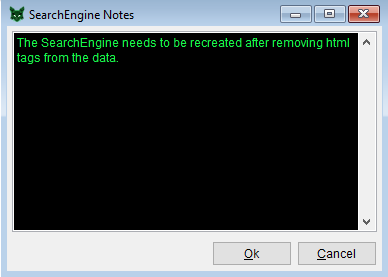 SearchEngine Notes
The SearchEngine needs to be recreated after removing html
tags from the data.
Ok
Cancel